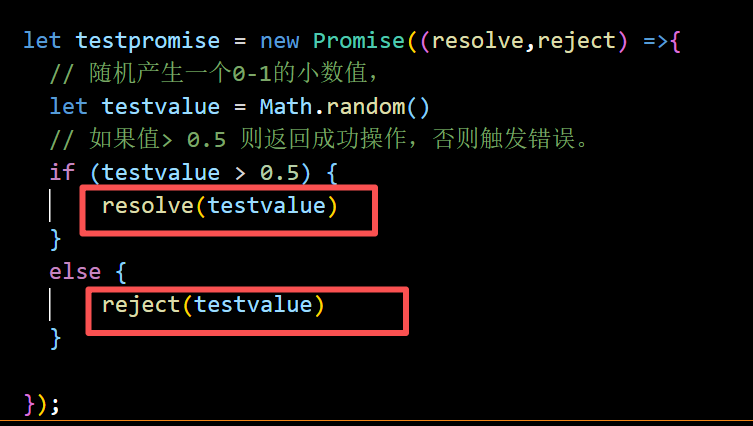 let testpromise = new Promise((resolve,reject) =>{
// 随机产生一个0-1的小数值，
let testvalue = Math.random()
// 如果值> 0.5 则返回成功操作，否则触发错误。
if (testvalue > 0.5) {
resolve(testvalue)
}
else {
reject(testvalue)
}
});